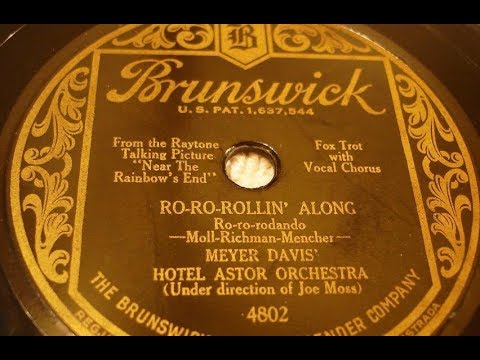 B
Brunswick
U.S. PAT. 1,637,544
From the Raytone
Talking Picture
"Near The
Rainbow's End"
Fox Trot
with
Vocal Chorus
RO-RO-ROLLIN' ALONG
Ro-ro-rodando
—Moll-Richman-Mencher—
MEYER DAVIS'
HOTEL ASTOR ORCHESTRA
(Under direction of Joe Moss)
4802
THE BRUNSWICK
ENDER COMPANY